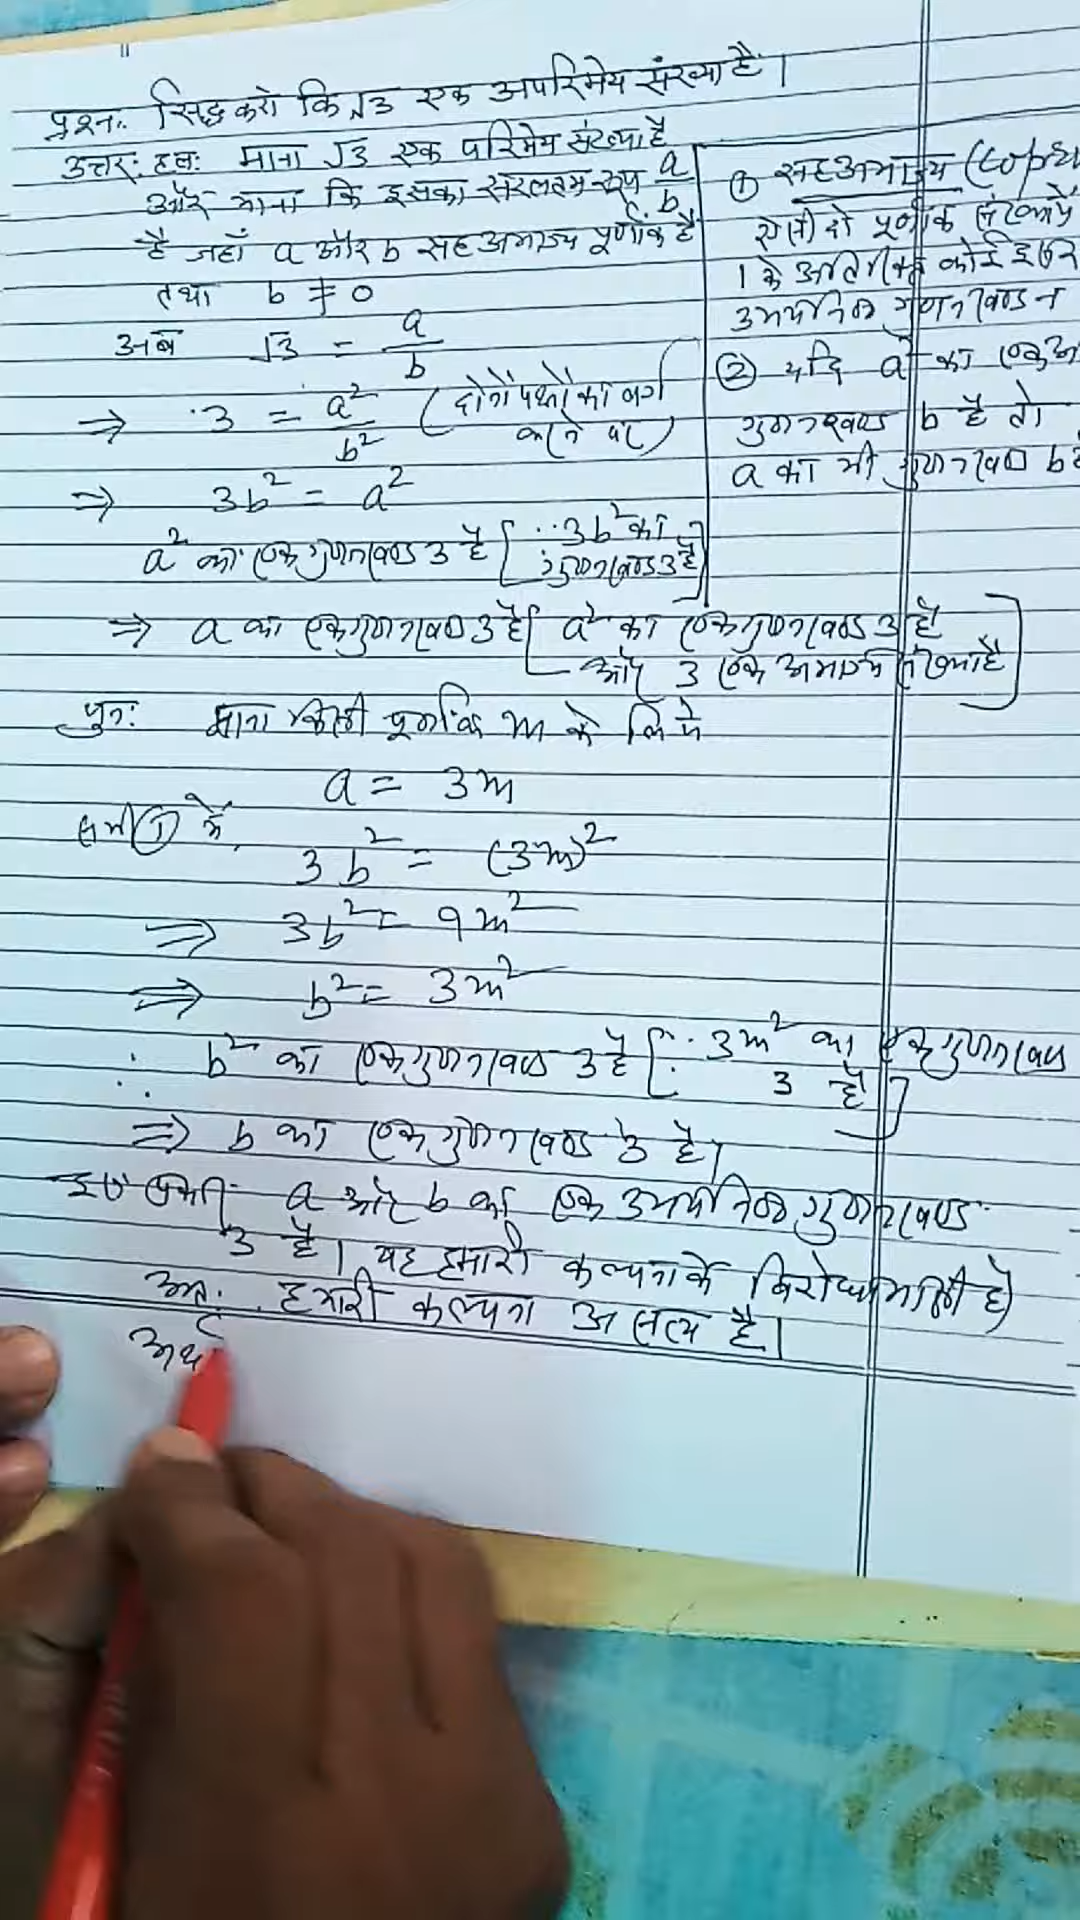 प्रश्न: सिद्ध करो कि √3 एक अपरिमेय संख्या है।
उत्तर: हल: माना √3 एक परिमेय संख्या है
और माना कि इसका सरलतम रूप a/b
है जहाँ a और b सह अभाज्य पूर्णांक है
तथा b ≠ 0
अब √3 = a/b
⇒ 3 = a²/b² (दोनों पक्षों का वर्ग
करने पर)
⇒ 3b² = a²
a² का एक गुणनखण्ड 3 है [∵ 3b² का
गुणनखण्ड 3 है]
⇒ a का एक गुणनखण्ड 3 है [a² का एक गुणनखण्ड 3 है
और 3 एक अभाज्य संख्या है]
① सह अभाज्य (Cop
ऐसी दो पूर्णांक संख्याएँ
1 के अतिरिक्त कोई
उभयनिष्ठ गुणनखण्ड न
② यदि a² का एक अ
गुणनखण्ड b है तो
a का भी गुणनखण्ड b
पुनः माना किसी पूर्णांक m के लिये
a = 3m
समी ① में,
3b² = (3m)²
⇒ 3b² = 9m²
⇒ b² = 3m²
∴ b² का एक गुणनखण्ड 3 है [∵ 3m² का एक गुणनखण्ड
3 है]
⇒ b का एक गुणनखण्ड 3 है।
इस प्रकार a और b का एक उभयनिष्ठ गुणनखण्ड
3 है। यह हमारी कल्पना के विरोधाभासी है
अतः हमारी कल्पना असत्य है।
अर्थ